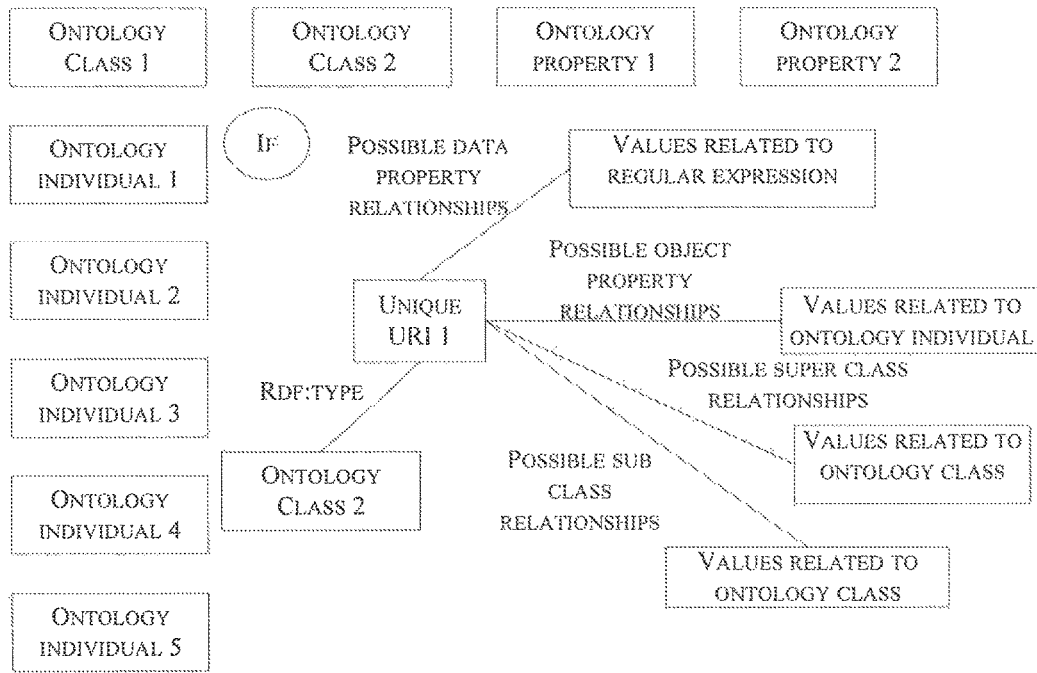 ONTOLOGY
CLASS 1
ONTOLOGY
CLASS 2
ONTOLOGY
PROPERTY 1
ONTOLOGY
PROPERTY 2
ONTOLOGY
INDIVIDUAL 1
IF
POSSIBLE DATA
PROPERTY
RELATIONSHIPS
VALUES RELATED TO
REGULAR EXPRESSION
ONTOLOGY
INDIVIDUAL 2
UNIQUE
URI 1
POSSIBLE OBJECT
PROPERTY
RELATIONSHIPS
VALUES RELATED TO
ONTOLOGY INDIVIDUAL
ONTOLOGY
INDIVIDUAL 3
RDF:TYPE
POSSIBLE SUPER CLASS
RELATIONSHIPS
VALUES RELATED TO
ONTOLOGY CLASS
ONTOLOGY
INDIVIDUAL 4
ONTOLOGY
CLASS 2
POSSIBLE SUB
CLASS
RELATIONSHIPS
VALUES RELATED TO
ONTOLOGY CLASS
ONTOLOGY
INDIVIDUAL 5